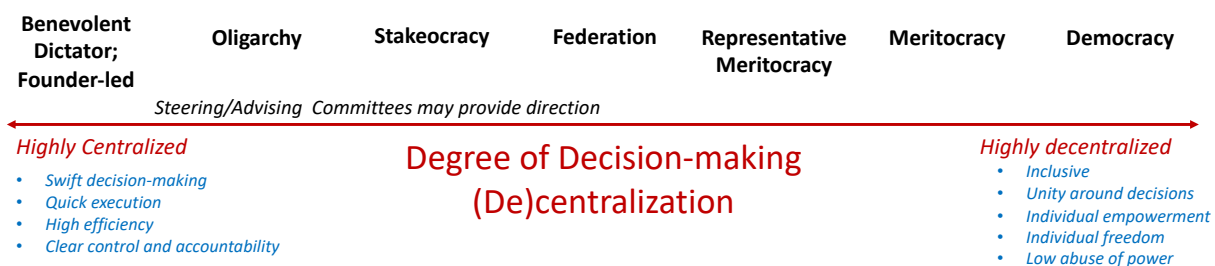 Benevolent
Dictator;
Founder-led
Oligarchy
Stakeocracy
Federation
Representative
Meritocracy
Meritocracy
Democracy
Steering/Advising Committees may provide direction
Highly Centralized
• Swift decision-making
• Quick execution
• High efficiency
• Clear control and accountability
Degree of Decision-making
(De)centralization
Highly decentralized
• Inclusive
• Unity around decisions
• Individual empowerment
• Individual freedom
• Low abuse of power